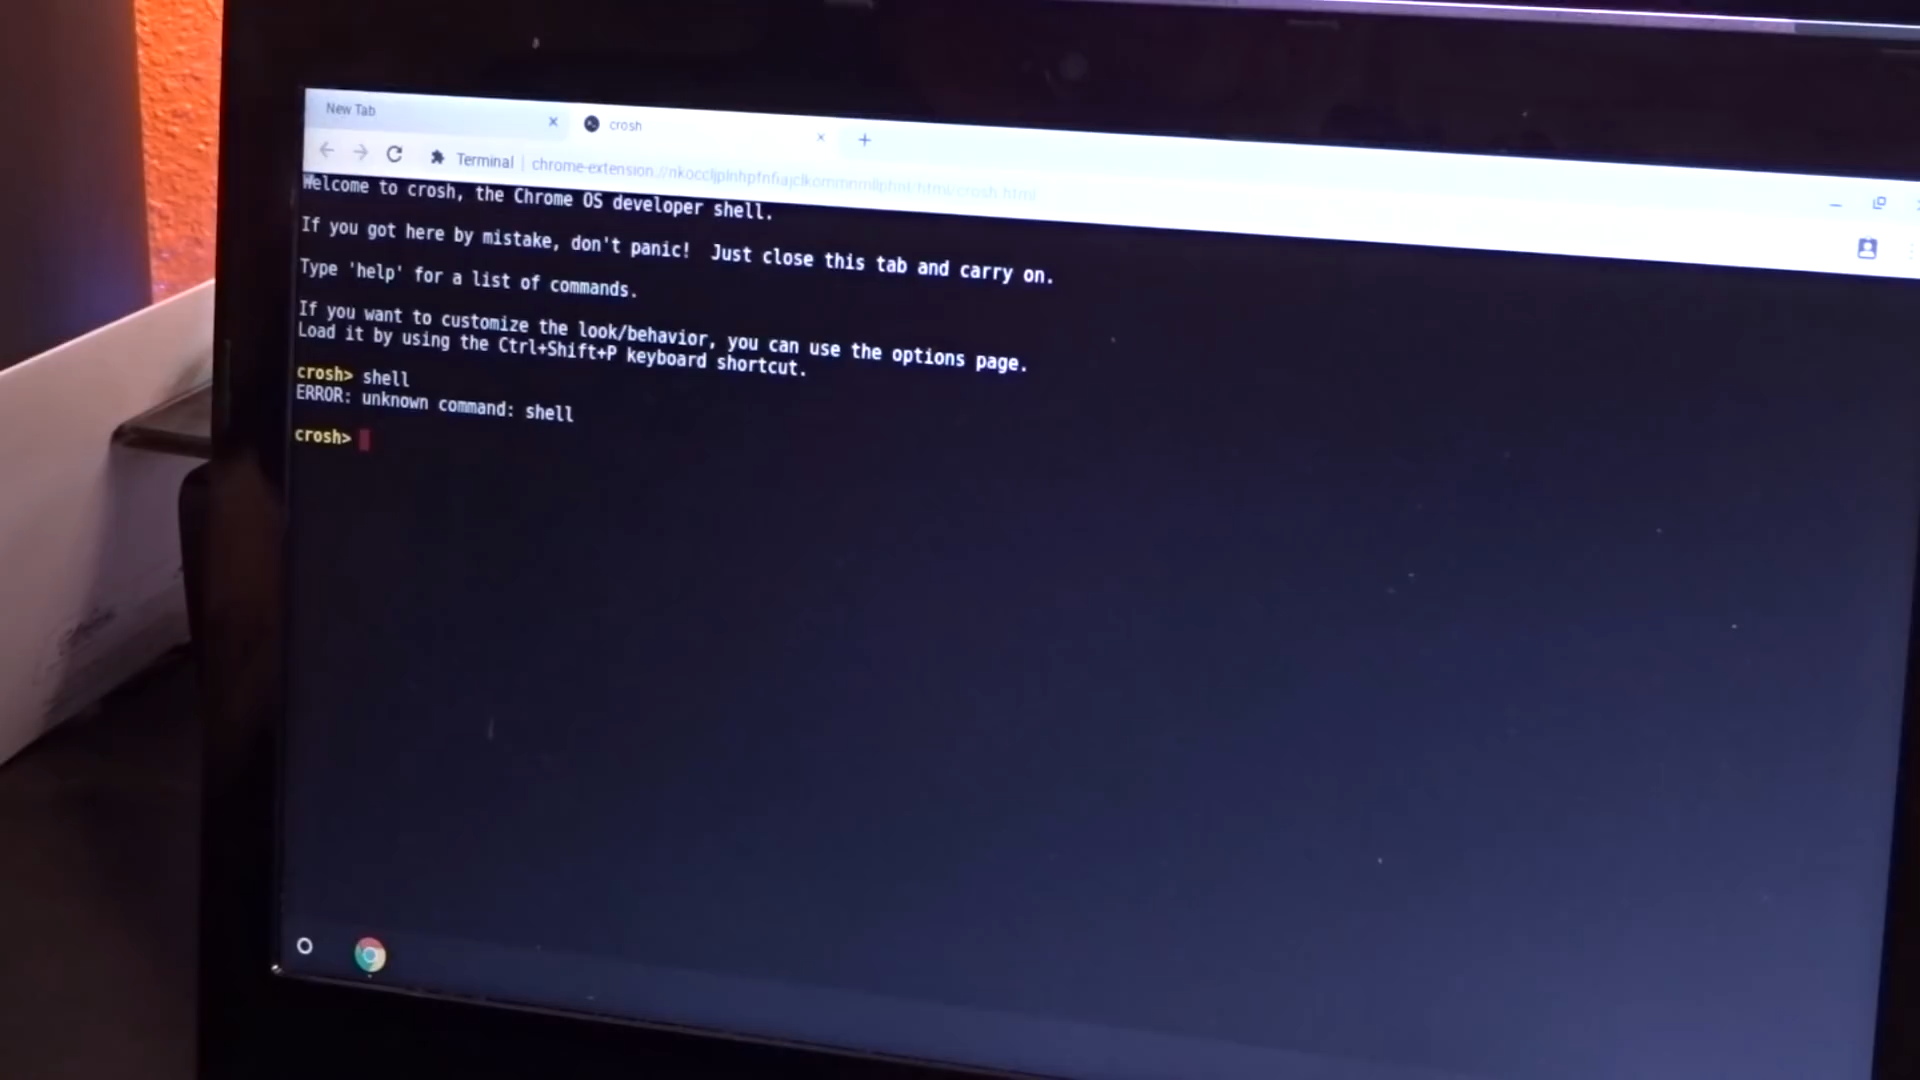 New Tab
crosh
Terminal | chrome-extension://nkoccljplnhpfnfiajclkommnmllphnl/html/crosh.html
Welcome to crosh, the Chrome OS developer shell.
If you got here by mistake, don't panic!  Just close this tab and carry on.
Type 'help' for a list of commands.
If you want to customize the look/behavior, you can use the options page.
Load it by using the Ctrl+Shift+P keyboard shortcut.
crosh> shell
ERROR: unknown command: shell
crosh>